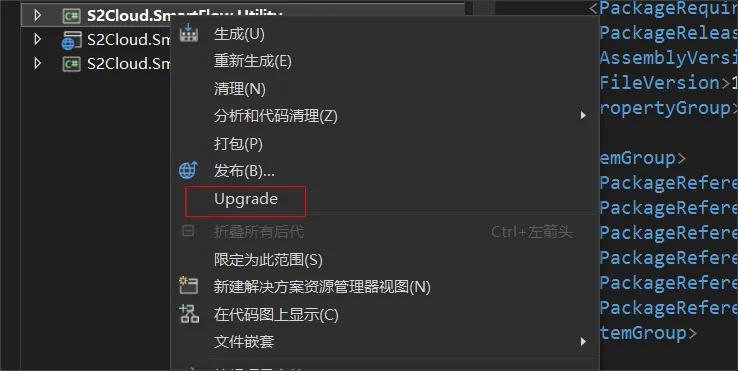 S2Cloud.SmartFlow.Utility
S2Cloud.Sm
S2Cloud.Sm
生成(U)
重新生成(E)
清理(N)
分析和代码清理(Z)
打包(P)
发布(B)...
Upgrade
折叠所有后代 Ctrl+左箭头
限定为此范围(S)
新建解决方案资源管理器视图(N)
在代码图上显示(C)
文件嵌套
<PackageRequir
PackageReleas
AssemblyVersi
FileVersion>1
ropertyGroup>
emGroup>
PackageRefere
PackageRefere
PackageRefere
PackageRefere
PackageRefere
PackageRefere
temGroup>